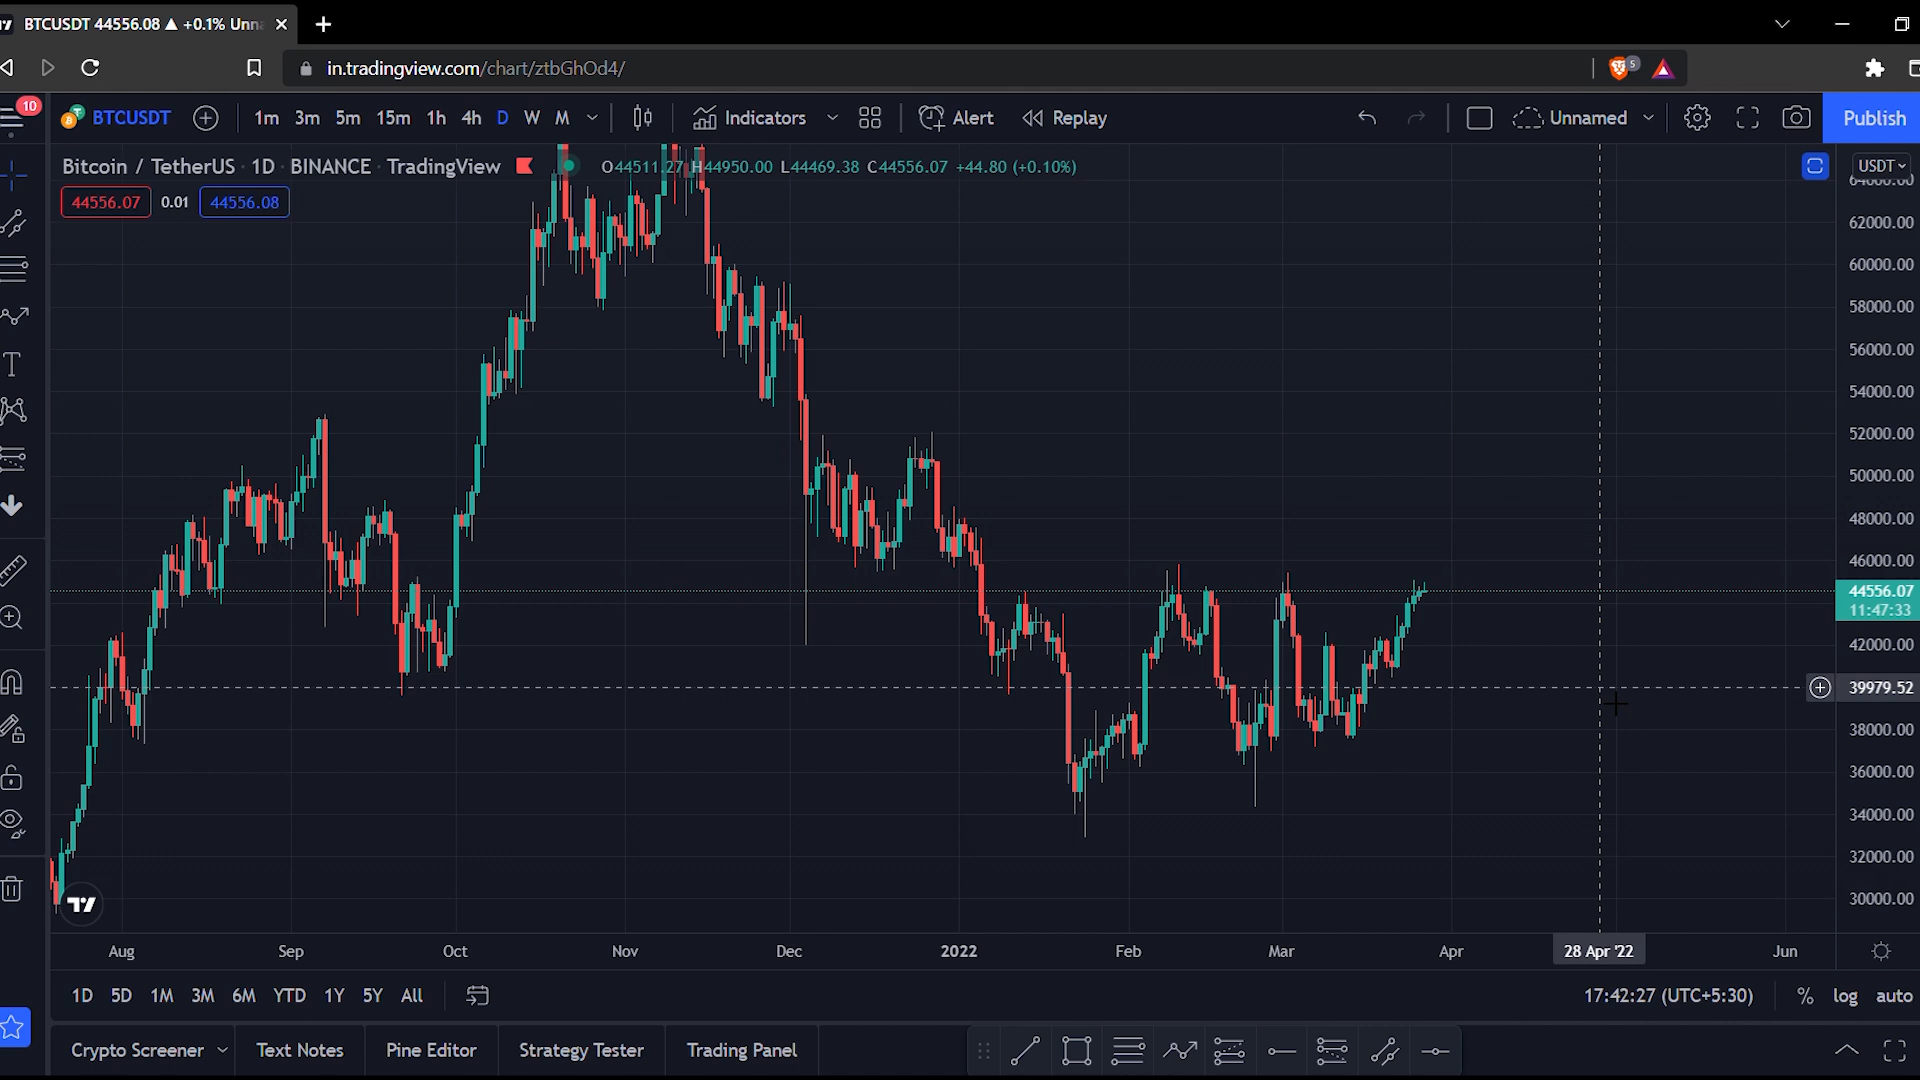 BTCUSDT 44556.08 ▲ +0.1% Unn
in.tradingview.com/chart/ztbGhOd4/
5
10
BTCUSDT 1m 3m 5m 15m 1h 4h D W M Indicators Alert Replay Unnamed Publish
Bitcoin / TetherUS · 1D · BINANCE · TradingView O44511.27 H44950.00 L44469.38 C44556.07 +44.80 (+0.10%)
USDT
44556.07 0.01 44556.08
64000.00
62000.00
60000.00
58000.00
56000.00
54000.00
52000.00
50000.00
48000.00
46000.00
44556.07
11:47:33
42000.00
39979.52
38000.00
36000.00
34000.00
32000.00
30000.00
Aug Sep Oct Nov Dec 2022 Feb Mar Apr 28 Apr '22 Jun
1D 5D 1M 3M 6M YTD 1Y 5Y All 17:42:27 (UTC+5:30) % log auto
Crypto Screener Text Notes Pine Editor Strategy Tester Trading Panel